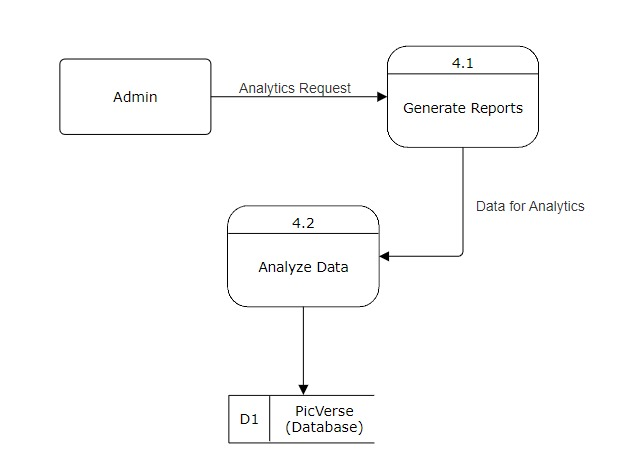 Admin
Analytics Request
4.1
Generate Reports
Data for Analytics
4.2
Analyze Data
D1
PicVerse
(Database)